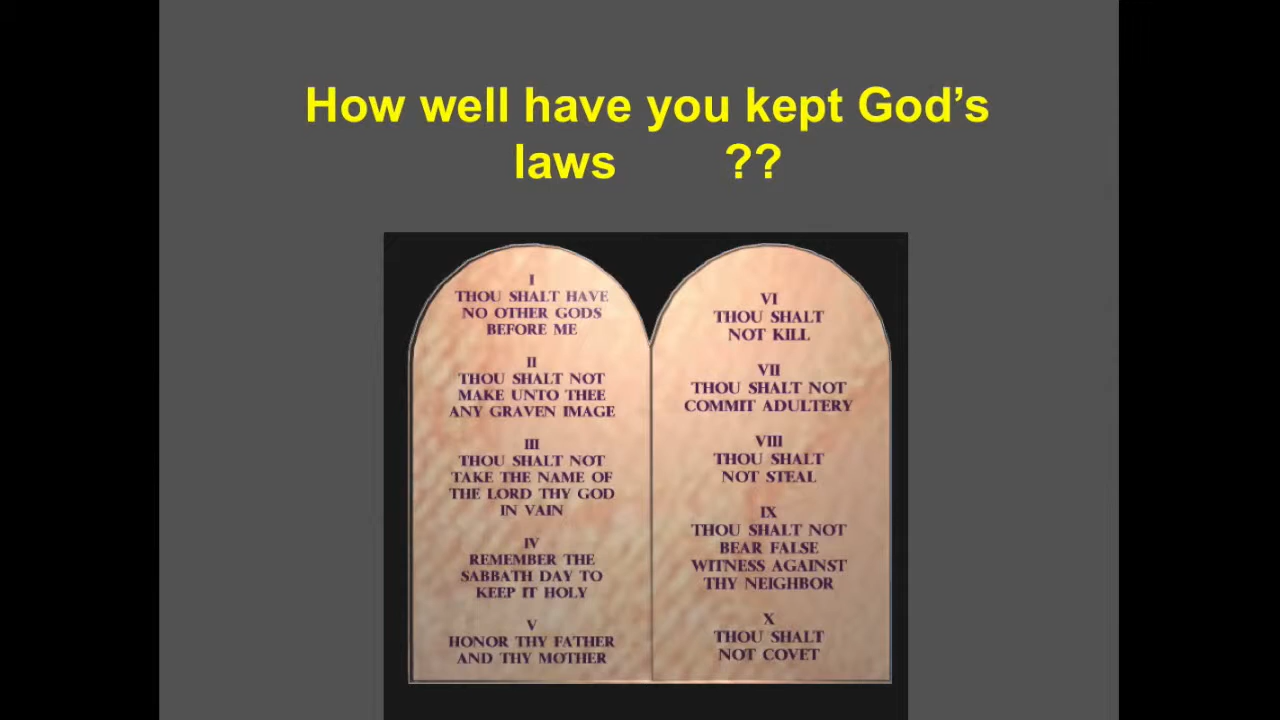 How well have you kept God's
laws ??
I
THOU SHALT HAVE
NO OTHER GODS
BEFORE ME
II
THOU SHALT NOT
MAKE UNTO THEE
ANY GRAVEN IMAGE
III
THOU SHALT NOT
TAKE THE NAME OF
THE LORD THY GOD
IN VAIN
IV
REMEMBER THE
SABBATH DAY TO
KEEP IT HOLY
V
HONOR THY FATHER
AND THY MOTHER
VI
THOU SHALT
NOT KILL
VII
THOU SHALT NOT
COMMIT ADULTERY
VIII
THOU SHALT
NOT STEAL
IX
THOU SHALT NOT
BEAR FALSE
WITNESS AGAINST
THY NEIGHBOR
X
THOU SHALT
NOT COVET